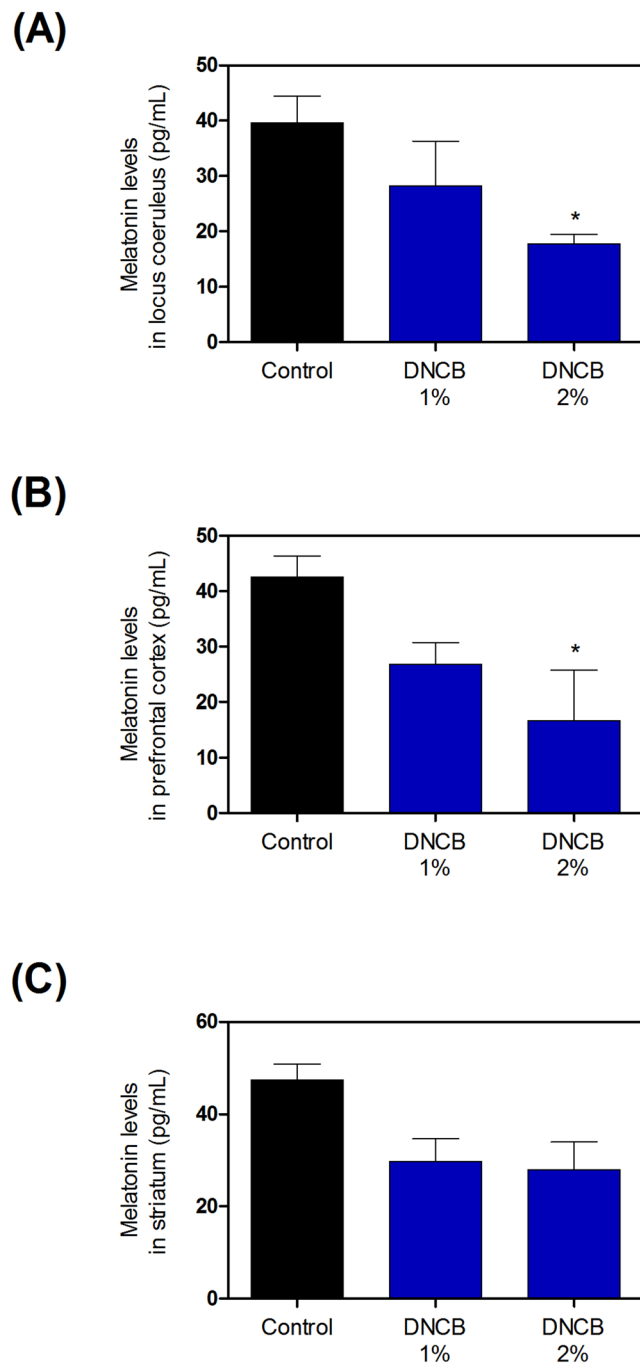 (A)
Melatonin levels
in locus coeruleus (pg/mL)
50
40
30
20
10
0
*
Control
DNCB
1%
DNCB
2%
(B)
Melatonin levels
in prefrontal cortex (pg/mL)
50
40
30
20
10
0
*
Control
DNCB
1%
DNCB
2%
(C)
Melatonin levels
in striatum (pg/mL)
60
40
20
0
Control
DNCB
1%
DNCB
2%